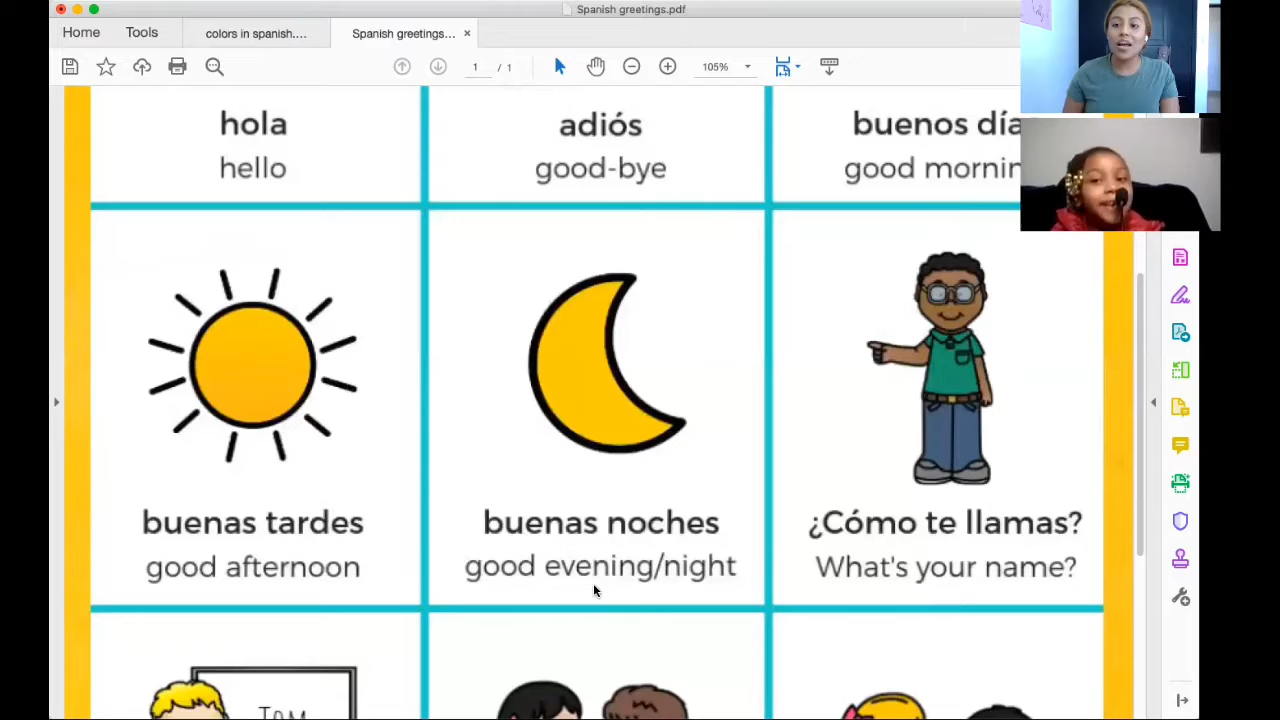 Spanish greetings.pdf
Home
Tools
colors in spanish....
Spanish greetings...
1 / 1
105%
hola
hello
adiós
good-bye
buenos día
good mornin
buenas tardes
good afternoon
buenas noches
good evening/night
¿Cómo te llamas?
What's your name?
TOM